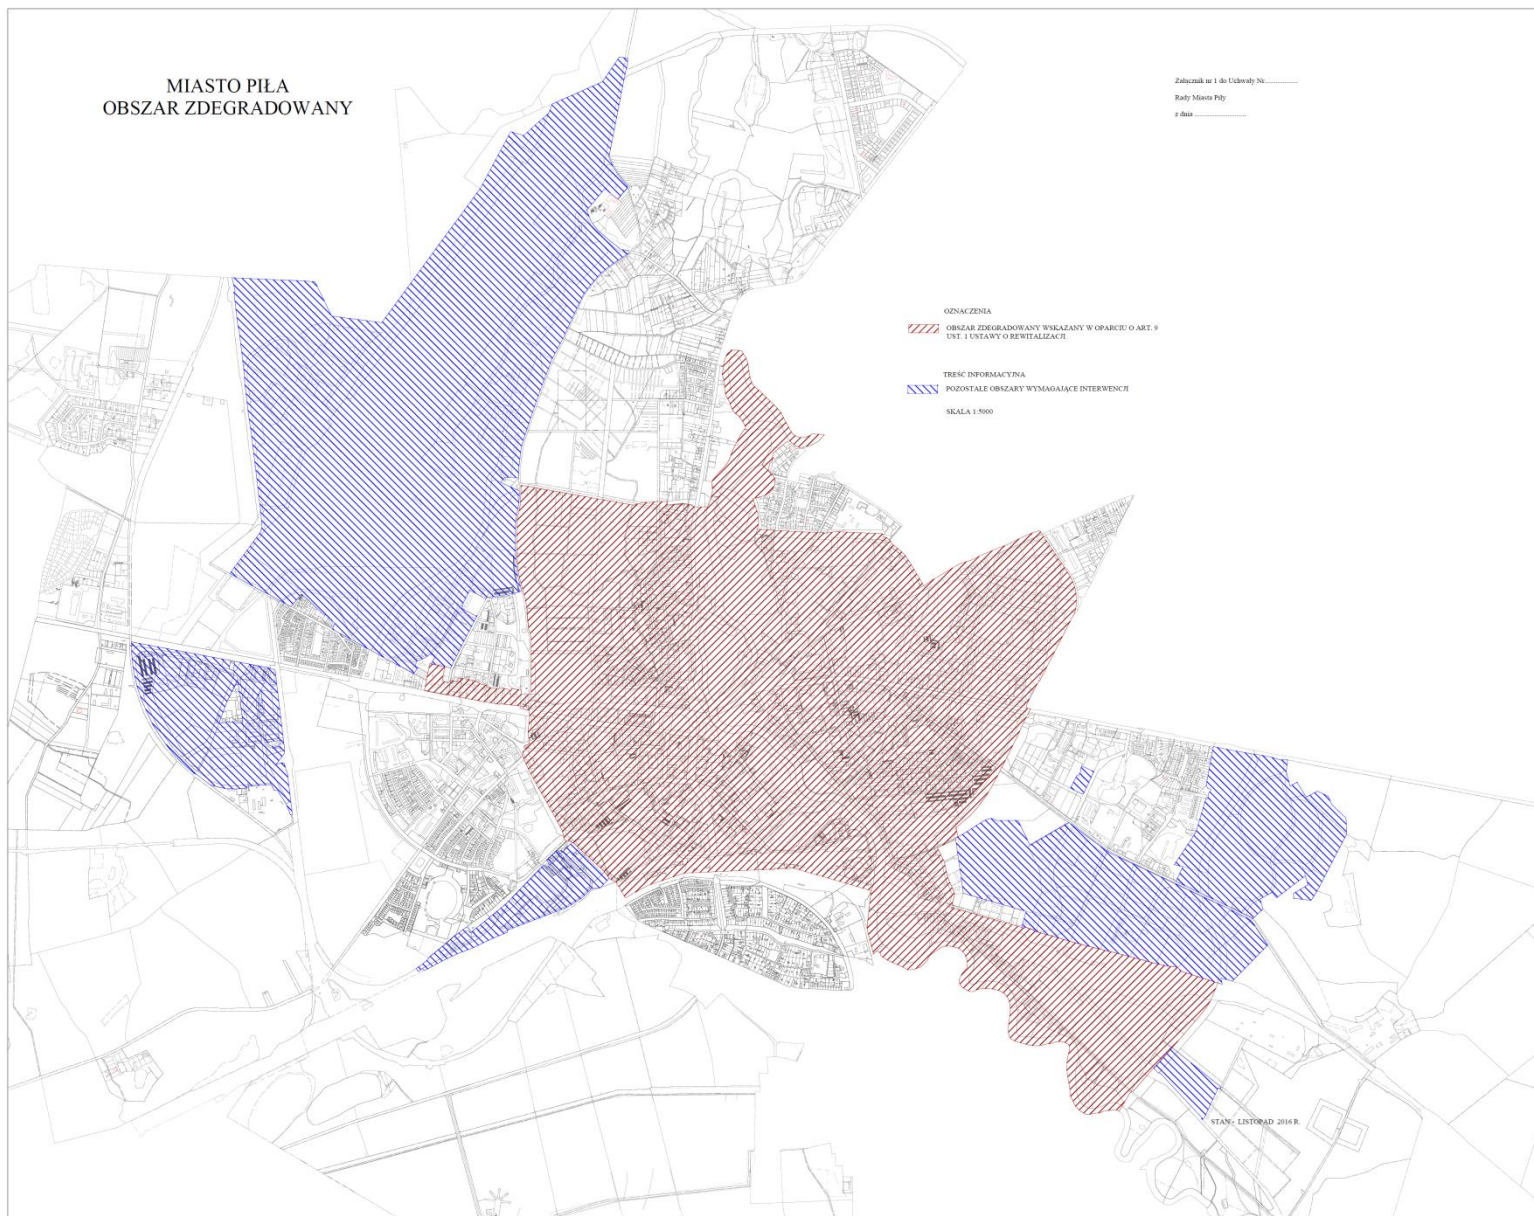 MIASTO PIŁA
OBSZAR ZDEGRADOWANY
Załącznik nr 1 do Uchwały Nr..................
Rady Miasta Piły
z dnia ............................
OZNACZENIA
OBSZAR ZDEGRADOWANY WSKAZANY W OPARCIU O ART. 9
UST. 1 USTAWY O REWITALIZACJI
TREŚĆ INFORMACYJNA
POZOSTAŁE OBSZARY WYMAGAJĄCE INTERWENCJI
SKALA 1:5000
STAN - LISTOPAD 2016 R.